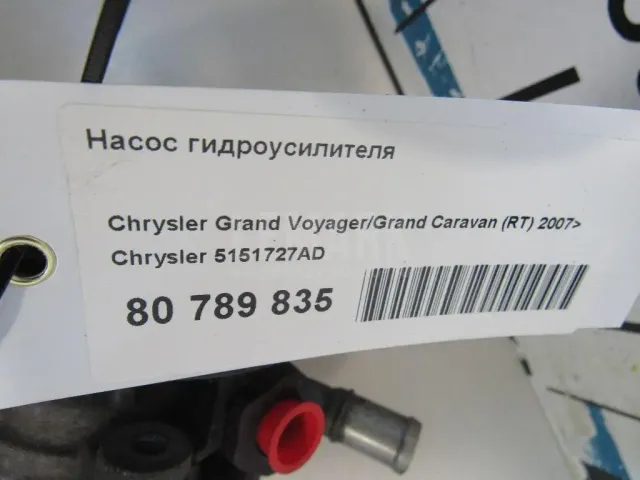 Насос гидроусилителя
Chrysler Grand Voyager/Grand Caravan (RT) 2007>
Chrysler 5151727AD
80 789 835